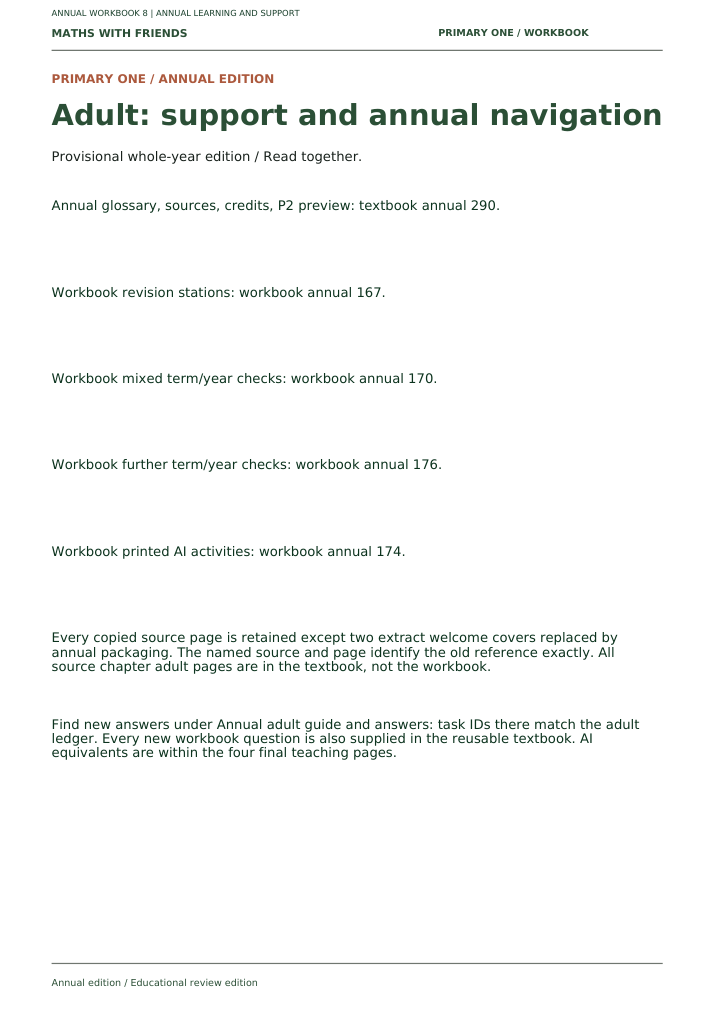 ANNUAL WORKBOOK 8 | ANNUAL LEARNING AND SUPPORT
MATHS WITH FRIENDS
PRIMARY ONE / WORKBOOK
PRIMARY ONE / ANNUAL EDITION
Adult: support and annual navigation
Provisional whole-year edition / Read together.
Annual glossary, sources, credits, P2 preview: textbook annual 290.
Workbook revision stations: workbook annual 167.
Workbook mixed term/year checks: workbook annual 170.
Workbook further term/year checks: workbook annual 176.
Workbook printed AI activities: workbook annual 174.
Every copied source page is retained except two extract welcome covers replaced by
annual packaging. The named source and page identify the old reference exactly. All
source chapter adult pages are in the textbook, not the workbook.
Find new answers under Annual adult guide and answers: task IDs there match the adult
ledger. Every new workbook question is also supplied in the reusable textbook. AI
equivalents are within the four final teaching pages.
Annual edition / Educational review edition